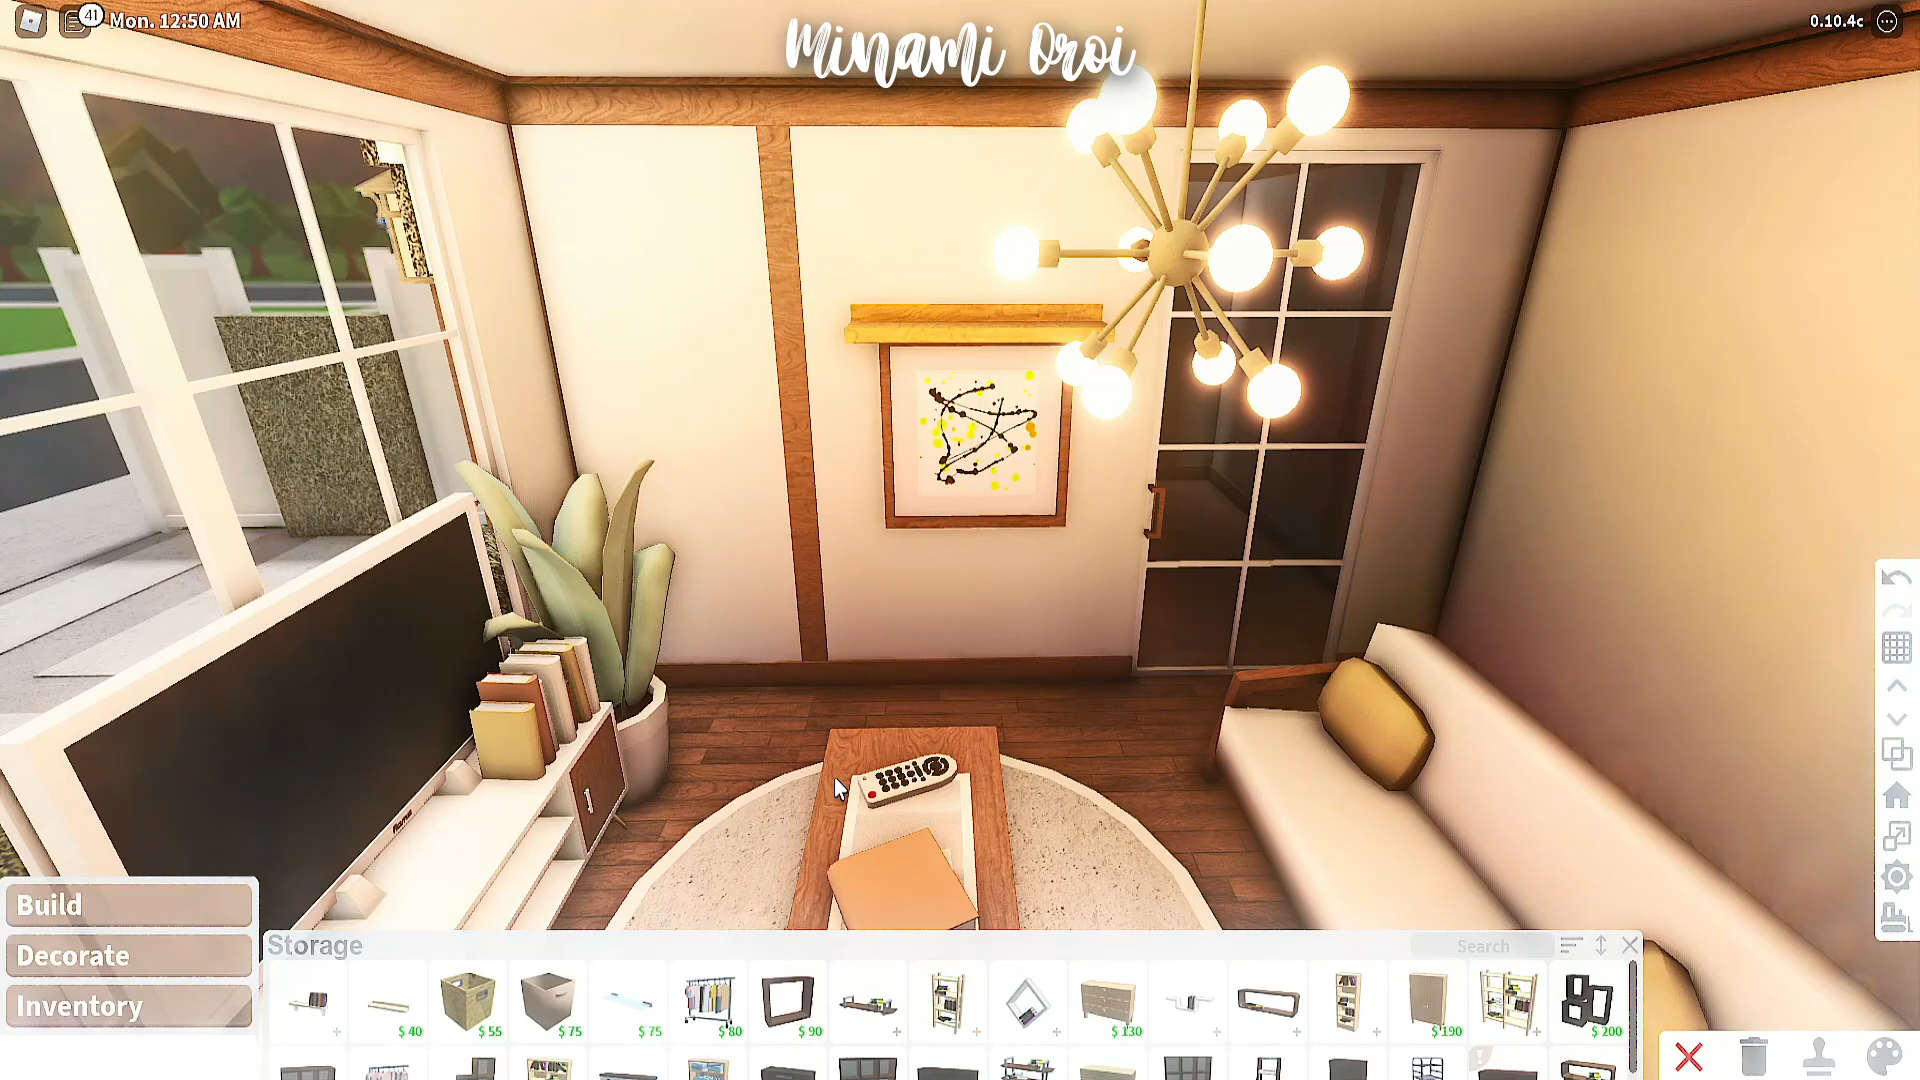 41
Mon. 12:50 AM
Minami Oroi
0.10.4c
Build
Decorate
Inventory
Storage
Search
$ 40
$ 55
$ 75
$ 75
$ 80
$ 90
$ 130
$ 190
$ 200